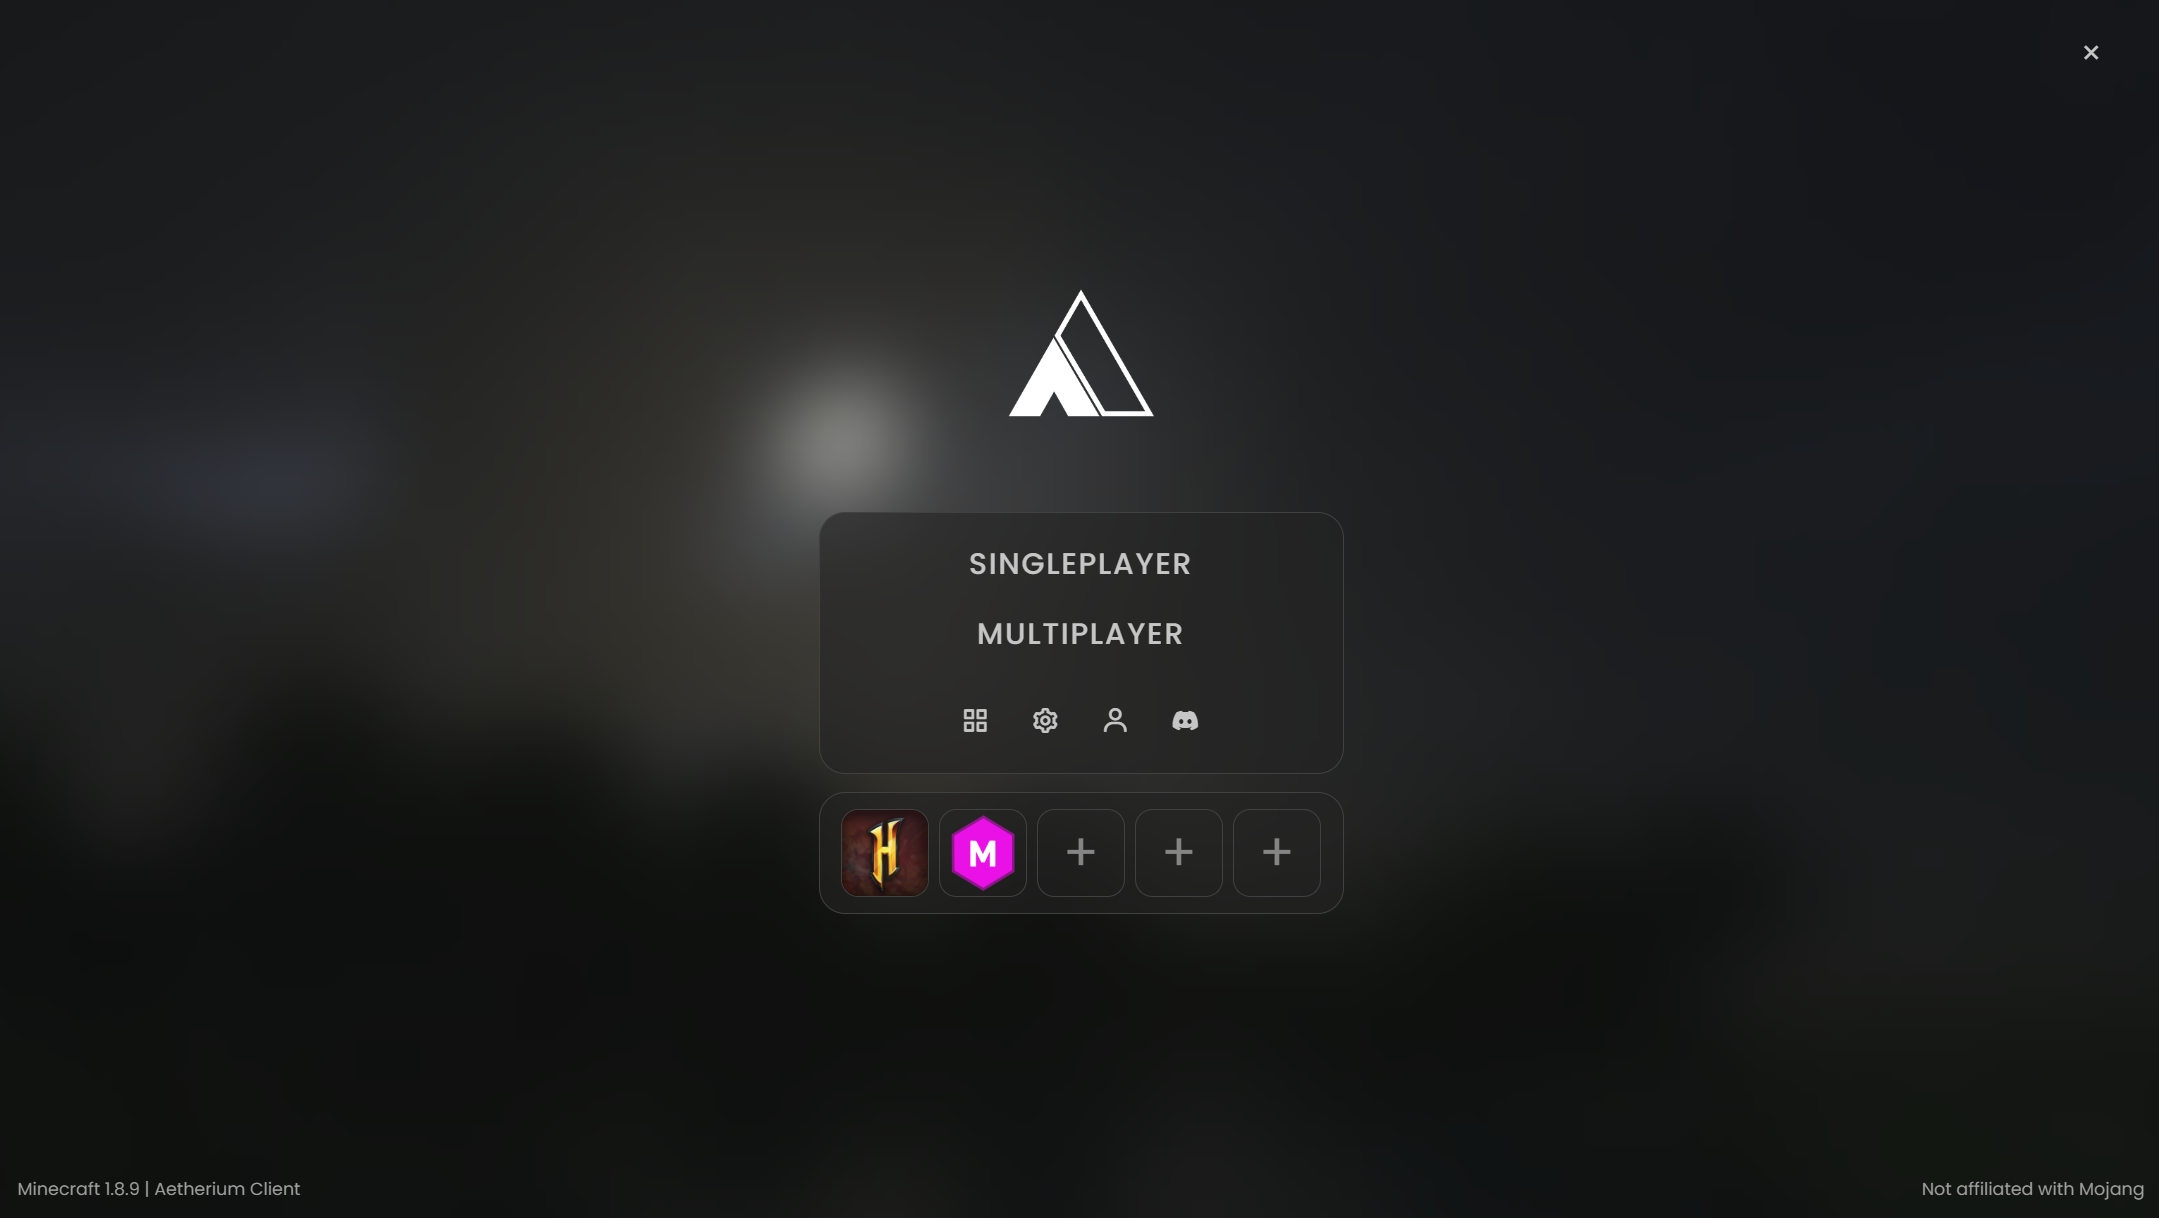 SINGLEPLAYER
MULTIPLAYER
H
M
Minecraft 1.8.9 | Aetherium Client
Not affiliated with Mojang